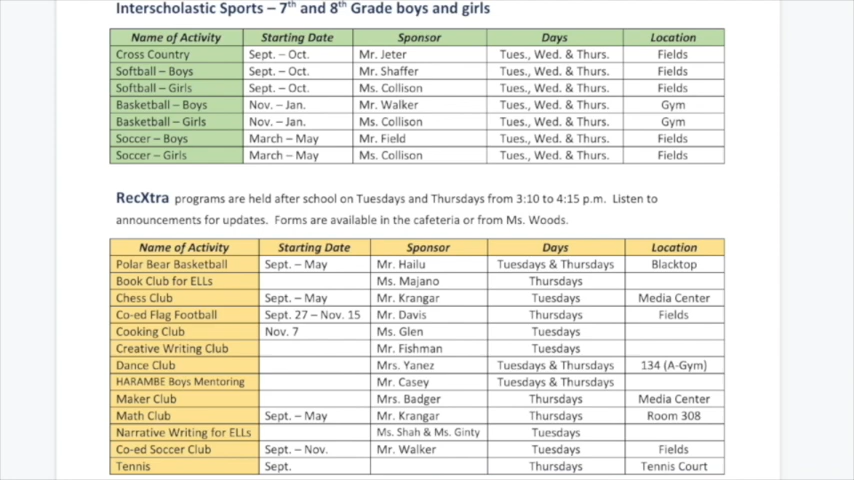 Interscholastic Sports – 7th and 8th Grade boys and girls
Name of Activity Starting Date Sponsor Days Location
Cross Country Sept. – Oct. Mr. Jeter Tues., Wed. & Thurs. Fields
Softball – Boys Sept. – Oct. Mr. Shaffer Tues., Wed. & Thurs. Fields
Softball – Girls Sept. – Oct. Ms. Collison Tues., Wed. & Thurs. Fields
Basketball – Boys Nov. – Jan. Mr. Walker Tues., Wed. & Thurs. Gym
Basketball – Girls Nov. – Jan. Ms. Collison Tues., Wed. & Thurs. Gym
Soccer – Boys March – May Mr. Field Tues., Wed. & Thurs. Fields
Soccer – Girls March – May Ms. Collison Tues., Wed. & Thurs. Fields
RecXtra programs are held after school on Tuesdays and Thursdays from 3:10 to 4:15 p.m. Listen to
announcements for updates. Forms are available in the cafeteria or from Ms. Woods.
Name of Activity Starting Date Sponsor Days Location
Polar Bear Basketball Sept. – May Mr. Hailu Tuesdays & Thursdays Blacktop
Book Club for ELLs Ms. Majano Thursdays
Chess Club Sept. – May Mr. Krangar Tuesdays Media Center
Co-ed Flag Football Sept. 27 – Nov. 15 Mr. Davis Thursdays Fields
Cooking Club Nov. 7 Ms. Glen Tuesdays
Creative Writing Club Mr. Fishman Tuesdays
Dance Club Mrs. Yanez Tuesdays & Thursdays 134 (A-Gym)
HARAMBE Boys Mentoring Mr. Casey Tuesdays & Thursdays
Maker Club Mrs. Badger Thursdays Media Center
Math Club Sept. – May Mr. Krangar Thursdays Room 308
Narrative Writing for ELLs Ms. Shah & Ms. Ginty Tuesdays
Co-ed Soccer Club Sept. – Nov. Mr. Walker Tuesdays Fields
Tennis Sept. Thursdays Tennis Court